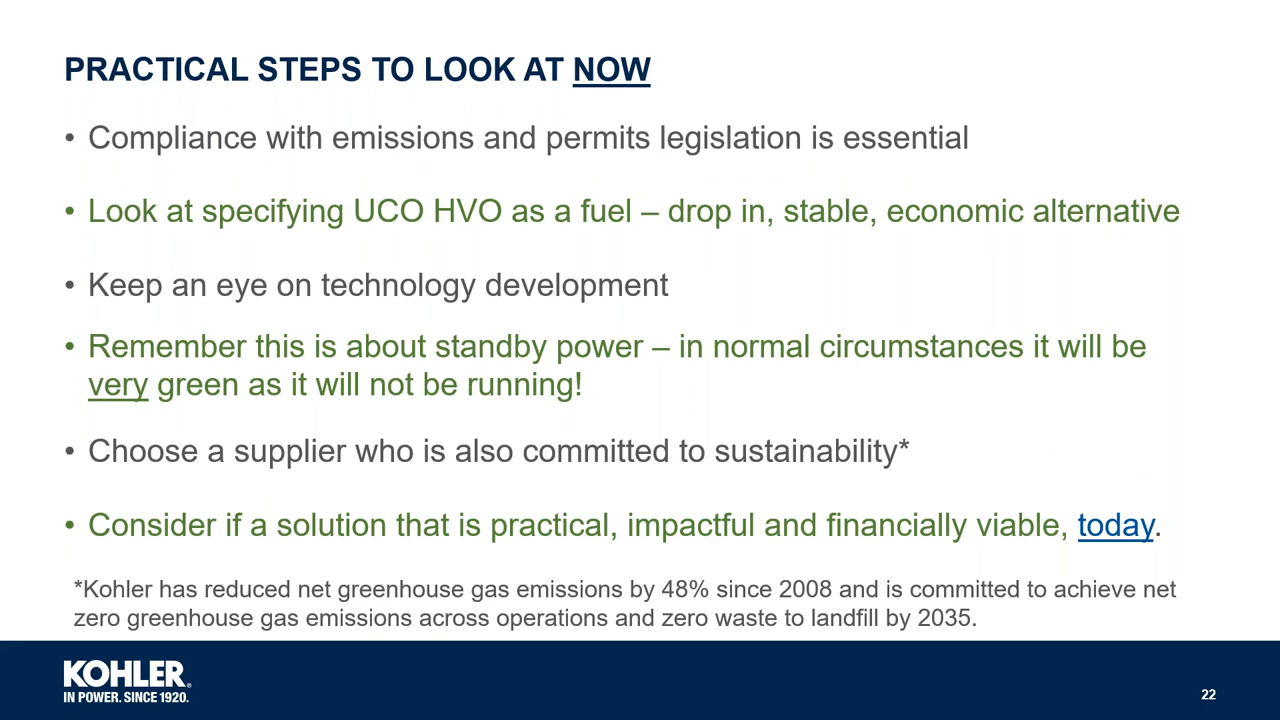 PRACTICAL STEPS TO LOOK AT NOW
• Compliance with emissions and permits legislation is essential
• Look at specifying UCO HVO as a fuel – drop in, stable, economic alternative
• Keep an eye on technology development
• Remember this is about standby power – in normal circumstances it will be
very green as it will not be running!
• Choose a supplier who is also committed to sustainability*
• Consider if a solution that is practical, impactful and financially viable, today.
*Kohler has reduced net greenhouse gas emissions by 48% since 2008 and is committed to achieve net
zero greenhouse gas emissions across operations and zero waste to landfill by 2035.
KOHLER®
IN POWER. SINCE 1920.
22